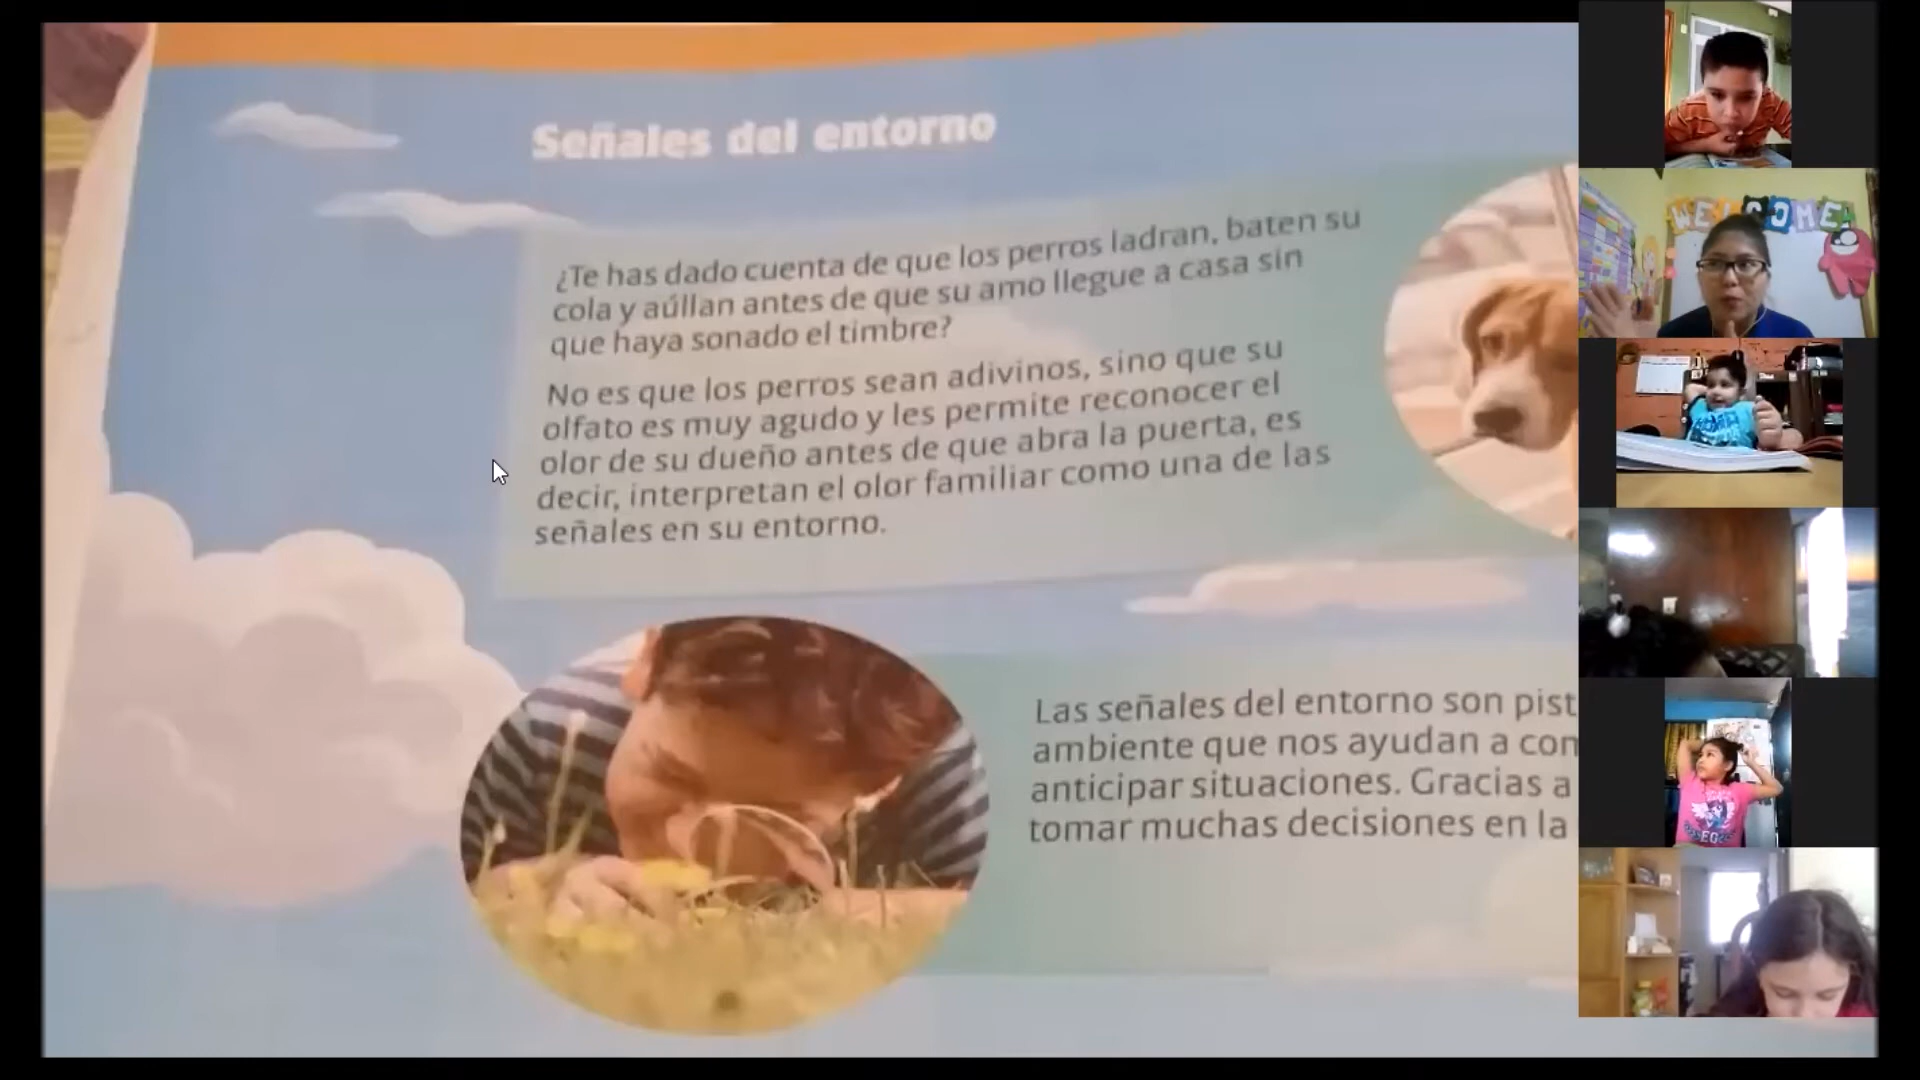 Señales del entorno
¿Te has dado cuenta de que los perros ladran, baten su
cola y aúllan antes de que su amo llegue a casa sin
que haya sonado el timbre?
No es que los perros sean adivinos, sino que su
olfato es muy agudo y les permite reconocer el
olor de su dueño antes de que abra la puerta, es
decir, interpretan el olor familiar como una de las
señales en su entorno.
Las señales del entorno son pist
ambiente que nos ayudan a con
anticipar situaciones. Gracias a
tomar muchas decisiones en la
WELCOME